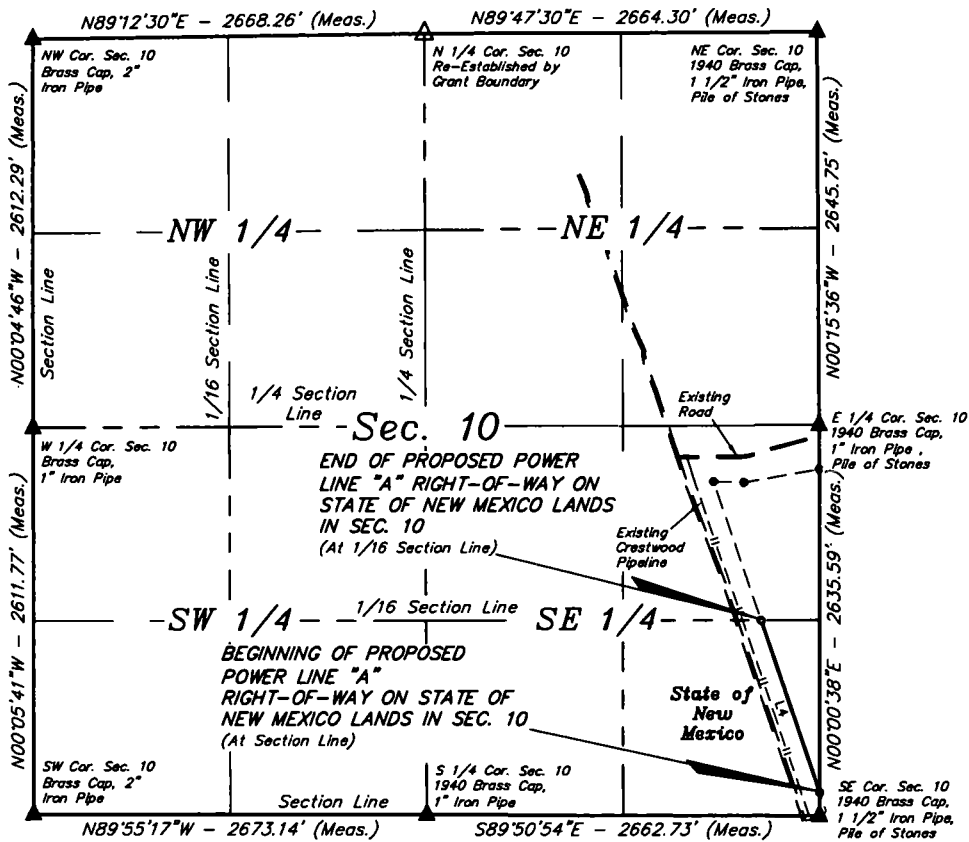 N89°12'30"E - 2668.26' (Meas.)
N89°47'30"E - 2664.30' (Meas.)
NW Cor. Sec. 10
Brass Cap, 2"
Iron Pipe
N 1/4 Cor. Sec. 10
Re-Established by
Grant Boundary
NE Cor. Sec. 10
1940 Brass Cap,
1 1/2" Iron Pipe,
Pile of Stones
N00°04'46"W - 2612.29' (Meas.)
N00°15'36"W - 2645.75' (Meas.)
NW 1/4
NE 1/4
Section Line
1/16 Section Line
1/4 Section Line
1/4 Section
Line
Existing
Road
Sec. 10
E 1/4 Cor. Sec. 10
1940 Brass Cap,
1" Iron Pipe ,
Pile of Stones
W 1/4 Cor. Sec. 10
Brass Cap,
1" Iron Pipe
END OF PROPOSED POWER
LINE "A" RIGHT-OF-WAY ON
STATE OF NEW MEXICO LANDS
IN SEC. 10
(At 1/16 Section Line)
Existing
Crestwood
Pipeline
N00°05'41"W - 2611.77' (Meas.)
N00°00'38"E - 2635.59' (Meas.)
1/16 Section Line
SW 1/4
SE 1/4
BEGINNING OF PROPOSED
POWER LINE "A"
RIGHT-OF-WAY ON STATE OF
NEW MEXICO LANDS IN SEC. 10
(At Section Line)
State of
New
Mexico
L4
SW Cor. Sec. 10
Brass Cap, 2"
Iron Pipe
Section Line
S 1/4 Cor. Sec. 10
1940 Brass Cap,
1" Iron Pipe
SE Cor. Sec. 10
1940 Brass Cap,
1 1/2" Iron Pipe,
Pile of Stones
N89°55'17"W - 2673.14' (Meas.)
S89°50'54"E - 2662.73' (Meas.)